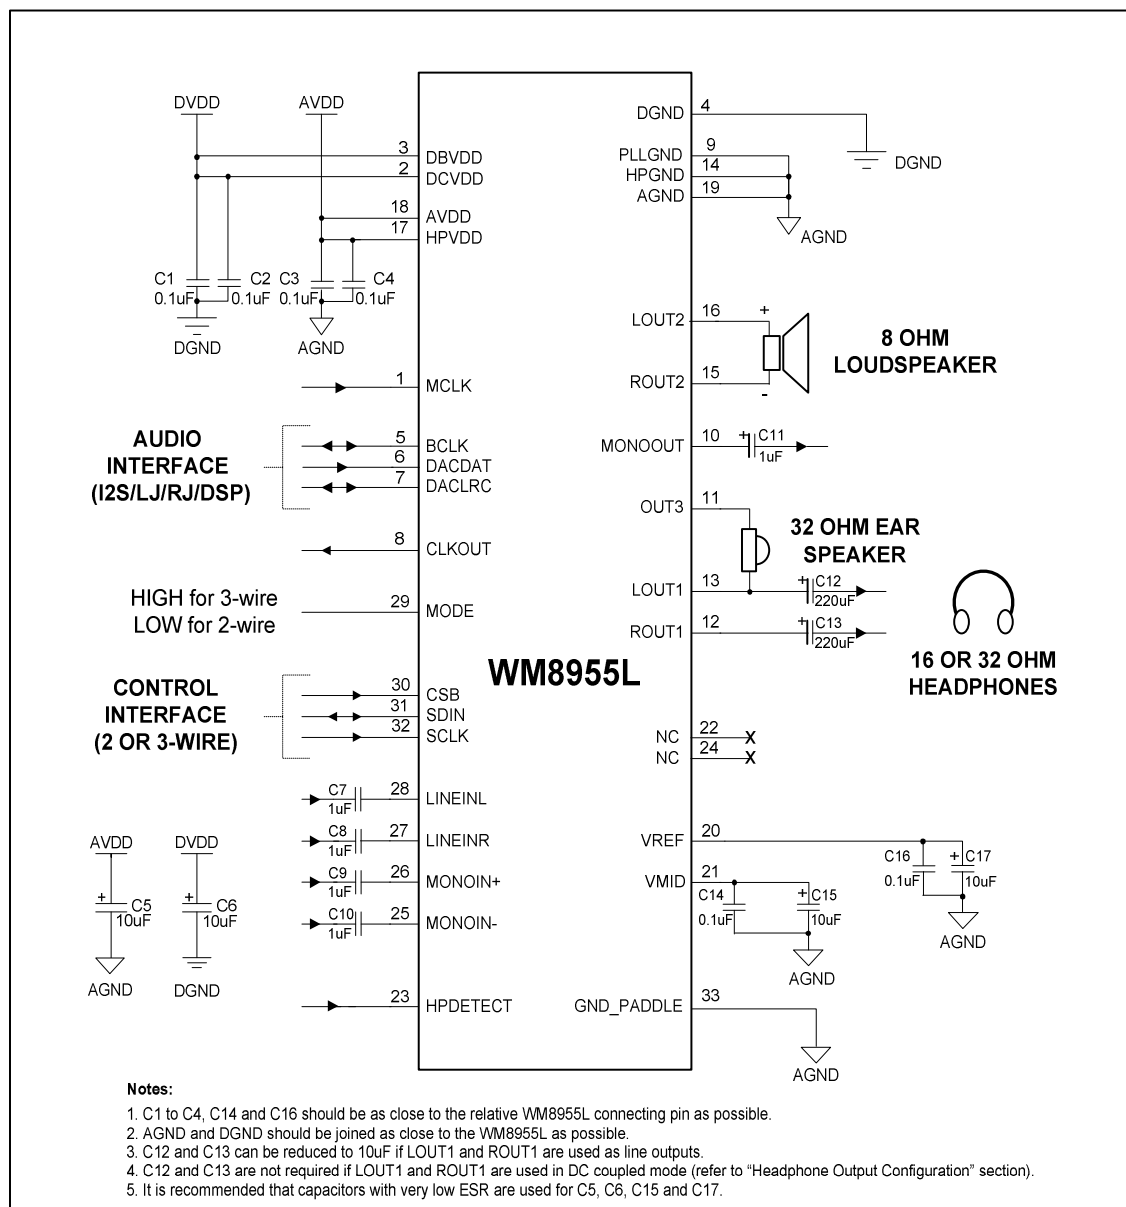 DVDD
AVDD
3
DBVDD
2
DCVDD
18
AVDD
17
HPVDD
C1
0.1uF
C2
0.1uF
C3
0.1uF
C4
0.1uF
DGND
AGND
1
MCLK
AUDIO
INTERFACE
(I2S/LJ/RJ/DSP)
5
BCLK
6
DACDAT
7
DACLRC
8
CLKOUT
HIGH for 3-wire
LOW for 2-wire
29
MODE
CONTROL
INTERFACE
(2 OR 3-WIRE)
30
CSB
31
SDIN
32
SCLK
C7
1uF
28
LINEINL
C8
1uF
27
LINEINR
C9
1uF
26
MONOIN+
C10
1uF
25
MONOIN-
AVDD
+
C5
10uF
AGND
DVDD
+
C6
10uF
DGND
23
HPDETECT
WM8955L
DGND
4
DGND
PLLGND
9
HPGND
14
AGND
19
AGND
LOUT2
16
+
8 OHM
LOUDSPEAKER
ROUT2
15
-
MONOOUT
10
+
C11
1uF
OUT3
11
32 OHM EAR
SPEAKER
LOUT1
13
+
C12
220uF
ROUT1
12
+
C13
220uF
16 OR 32 OHM
HEADPHONES
NC
22
X
NC
24
X
VREF
20
C16
0.1uF
+
C17
10uF
AGND
VMID
21
C14
0.1uF
+
C15
10uF
AGND
GND_PADDLE
33
AGND
Notes:
1. C1 to C4, C14 and C16 should be as close to the relative WM8955L connecting pin as possible.
2. AGND and DGND should be joined as close to the WM8955L as possible.
3. C12 and C13 can be reduced to 10uF if LOUT1 and ROUT1 are used as line outputs.
4. C12 and C13 are not required if LOUT1 and ROUT1 are used in DC coupled mode (refer to “Headphone Output Configuration” section).
5. It is recommended that capacitors with very low ESR are used for C5, C6, C15 and C17.